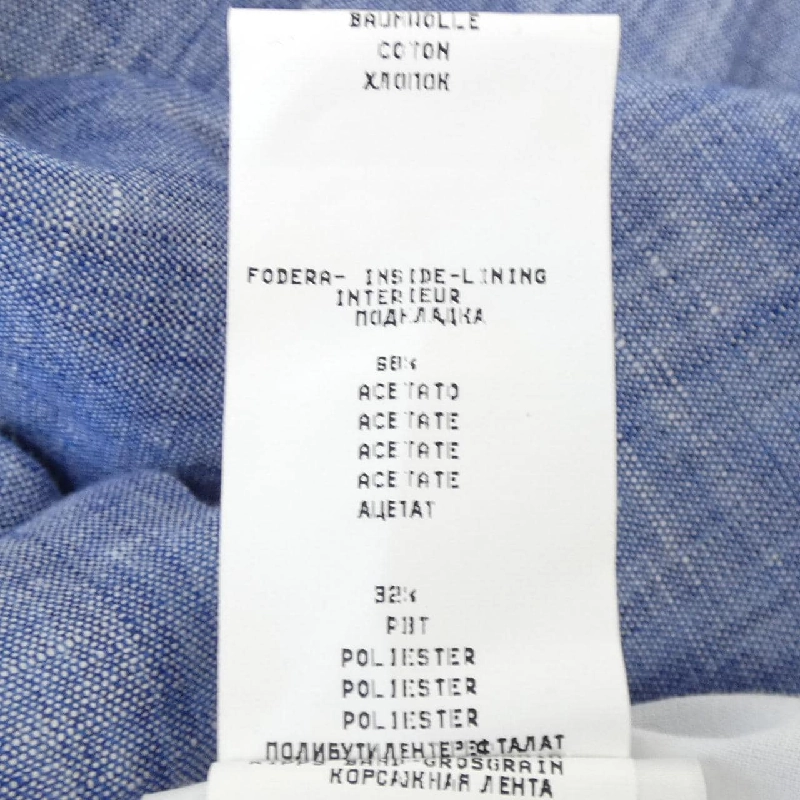 BAUMWOLLE
COTON
ХЛОПОК
FODERA- INSIDE-LINING
INTERIEUR
ПОДКЛАДКА
68%
ACETATO
ACETATE
ACETATE
ACETATE
АЦЕТАТ
32%
PBT
POLIESTER
POLIESTER
POLIESTER
ПОЛИБУТИЛЕНТЕРЕФТАЛАТ
GROSGRAIN
КОРСАЖНАЯ ЛЕНТА